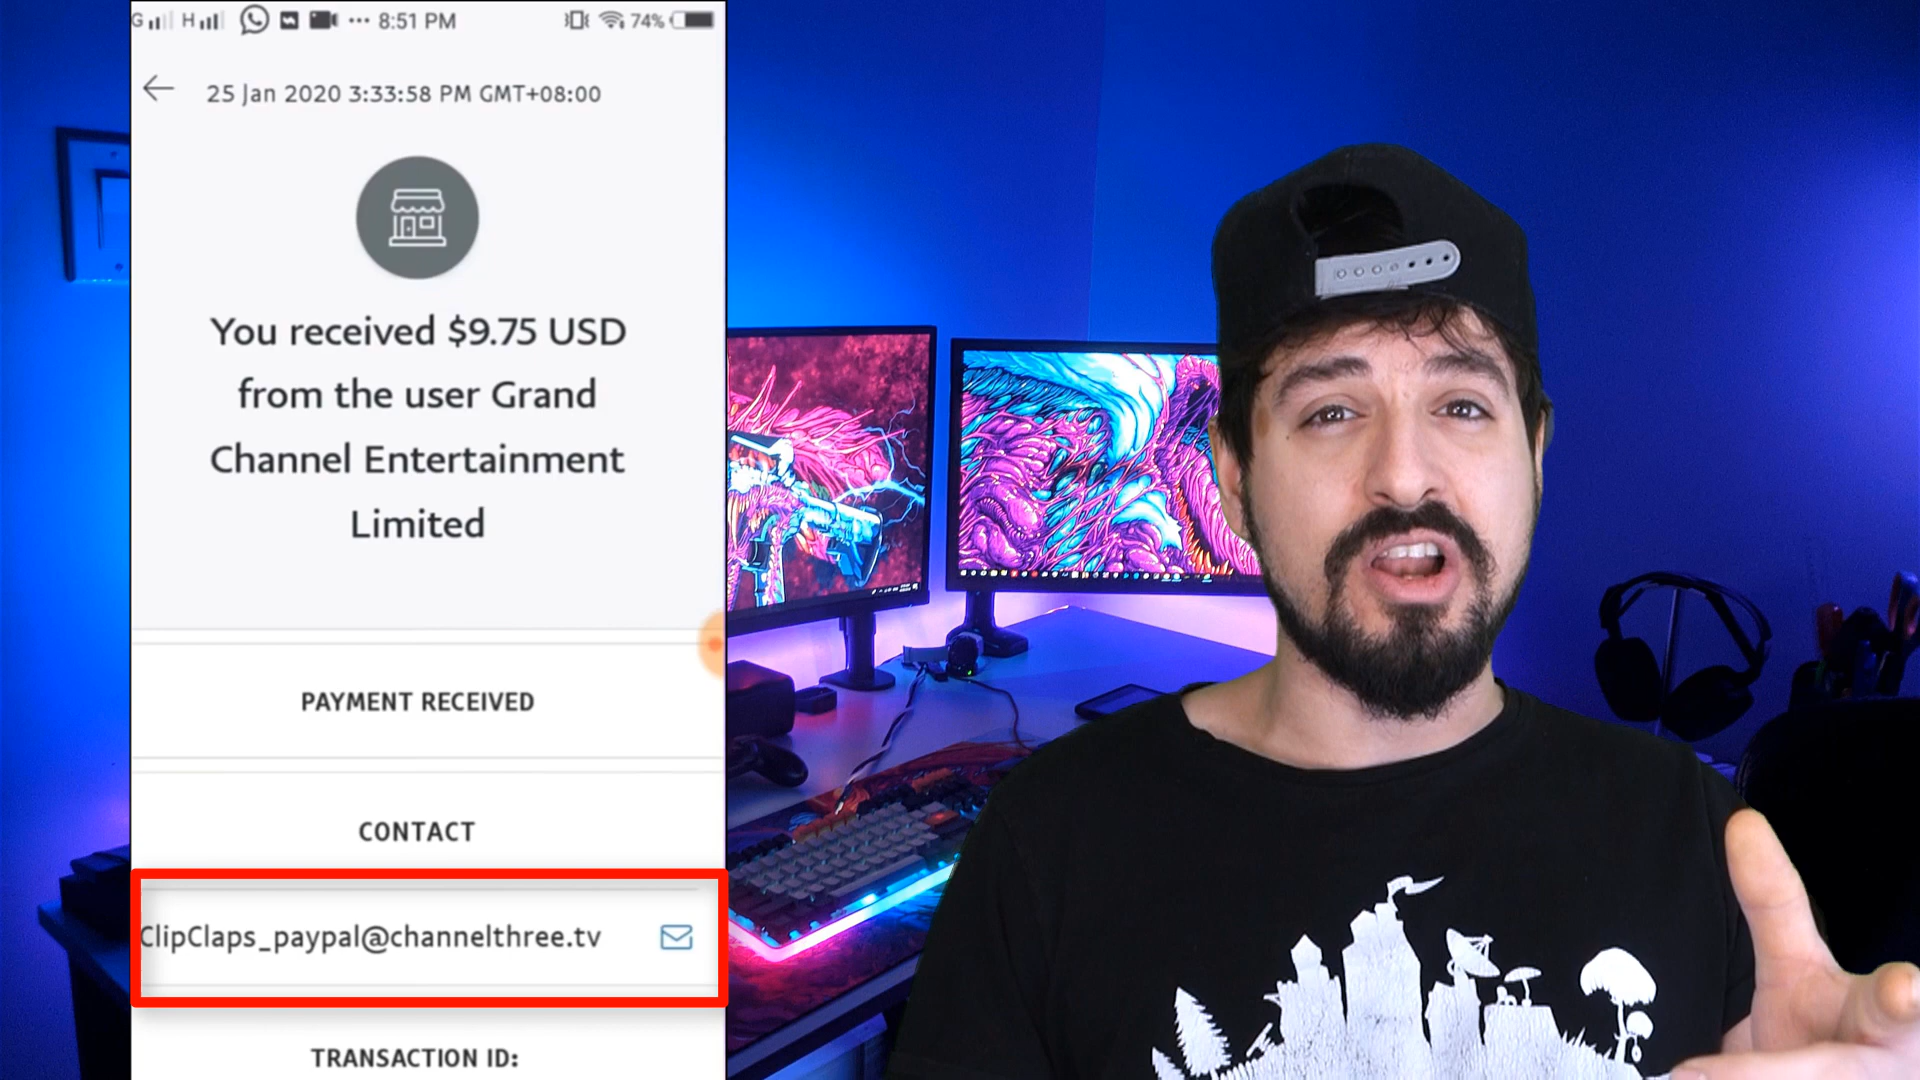 G H ··· 8:51 PM 74%
25 Jan 2020 3:33:58 PM GMT+08:00
You received $9.75 USD
from the user Grand
Channel Entertainment
Limited
PAYMENT RECEIVED
CONTACT
ClipClaps_paypal@channelthree.tv
TRANSACTION ID: